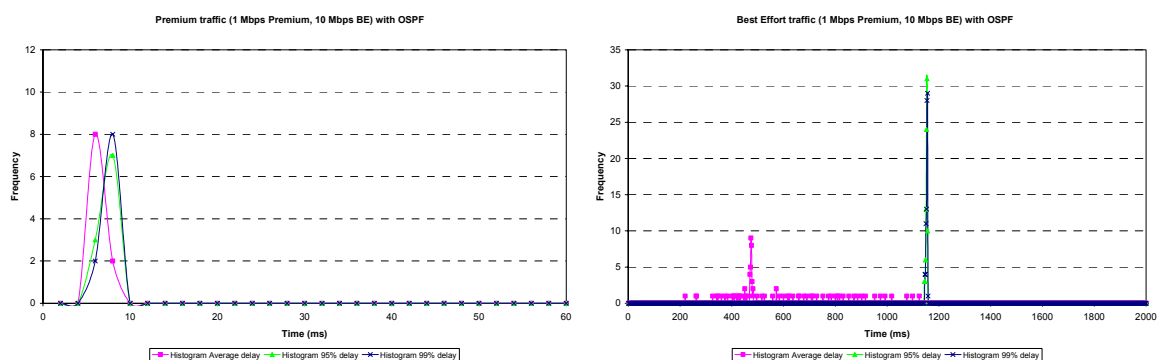 Premium traffic (1 Mbps Premium, 10 Mbps BE) with OSPF
12
10
8
6
4
2
0
Frequency
0 10 20 30 40 50 60
Time (ms)
Histogram Average delay Histogram 95% delay Histogram 99% delay
Best Effort traffic (1 Mbps Premium, 10 Mbps BE) with OSPF
35
30
25
20
15
10
5
0
Frequency
0 200 400 600 800 1000 1200 1400 1600 1800 2000
Time (ms)
Histogram Average delay Histogram 95% delay Histogram 99% delay